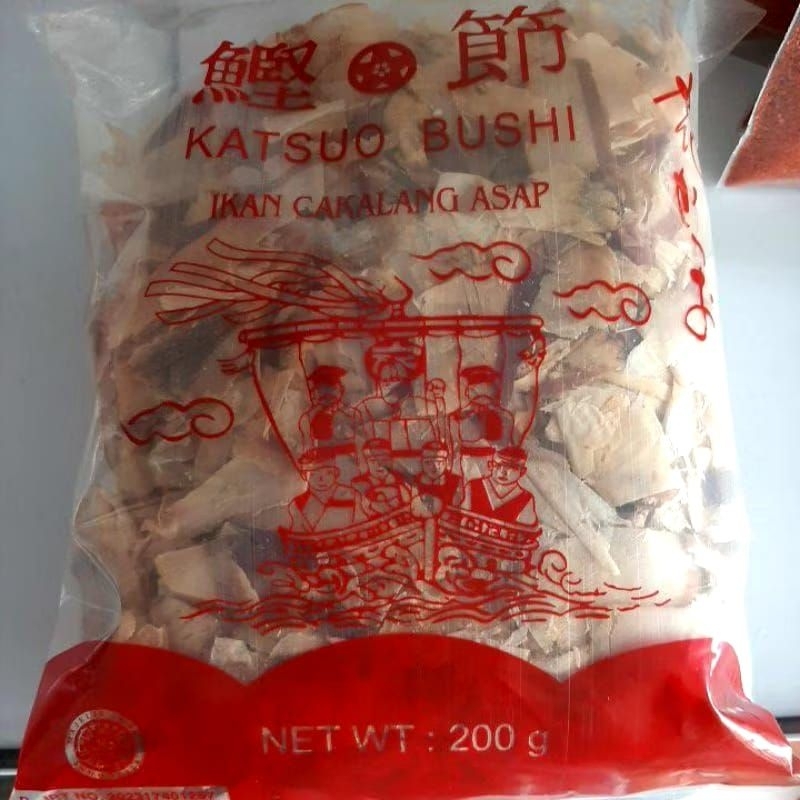 鰹 節
KATSUO BUSHI
IKAN CAKALANG ASAP
NET WT : 200 g